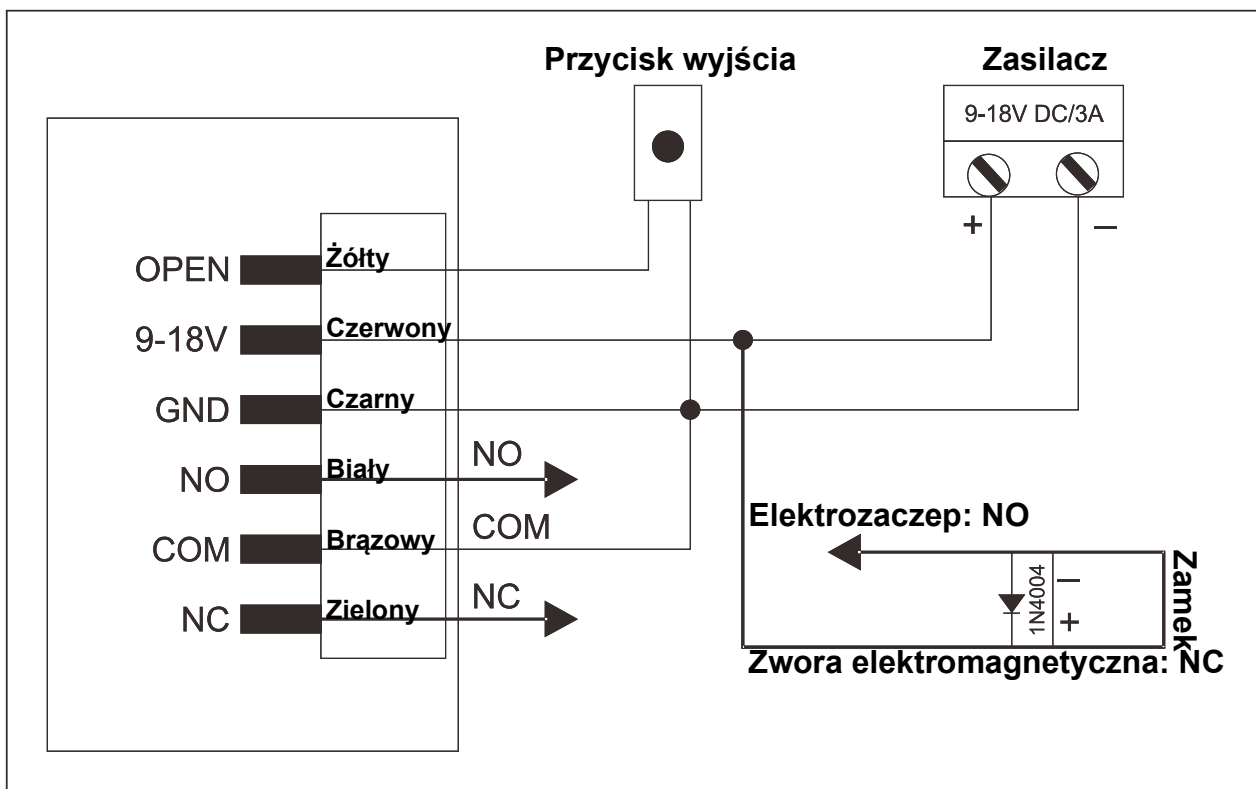 Przycisk wyjścia
Zasilacz
9-18V DC/3A
+
–
OPEN
Żółty
9-18V
Czerwony
GND
Czarny
NO
Biały
NO
COM
Brązowy
COM
NC
Zielony
NC
Elektrozaczep: NO
1N4004
–
+
Zamek
Zwora elektromagnetyczna: NC